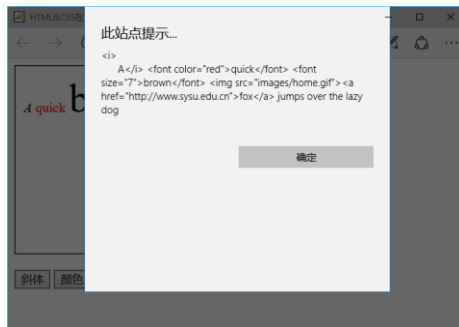 HTML&CSS在
此站点提示...
<i>
A</i> <font color="red">quick</font> <font
size="7">brown</font> <img src="images/home.gif"><a
href="http://www.sysu.edu.cn">fox</a> jumps over the lazy
dog
A quick b
确定
斜体 颜色